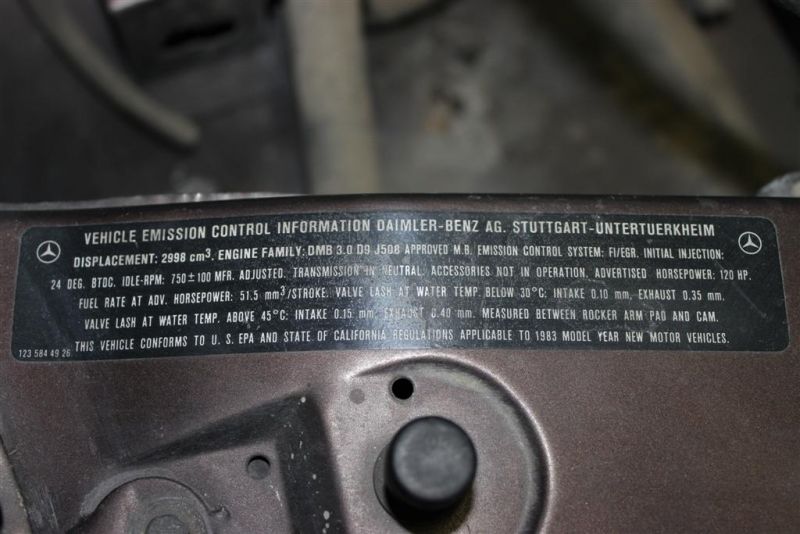 VEHICLE EMISSION CONTROL INFORMATION DAIMLER-BENZ AG. STUTTGART-UNTERTUERKHEIM
DISPLACEMENT: 2998 cm³. ENGINE FAMILY: DMB 3.0 D9 J508 APPROVED M.B. EMISSION CONTROL SYSTEM: FI/EGR. INITIAL INJECTION:
24 DEG. BTDC. IDLE-RPM: 750±100 MFR. ADJUSTED. TRANSMISSION IN NEUTRAL. ACCESSORIES NOT IN OPERATION. ADVERTISED HORSEPOWER: 120 HP.
FUEL RATE AT ADV. HORSEPOWER: 51.5 mm³/STROKE. VALVE LASH AT WATER TEMP. BELOW 30°C: INTAKE 0.10 mm. EXHAUST 0.35 mm.
VALVE LASH AT WATER TEMP. ABOVE 45°C: INTAKE 0.15 mm. EXHAUST 0.40 mm. MEASURED BETWEEN ROCKER ARM PAD AND CAM.
THIS VEHICLE CONFORMS TO U.S. EPA AND STATE OF CALIFORNIA REGULATIONS APPLICABLE TO 1983 MODEL YEAR NEW MOTOR VEHICLES.
123 584 49 26